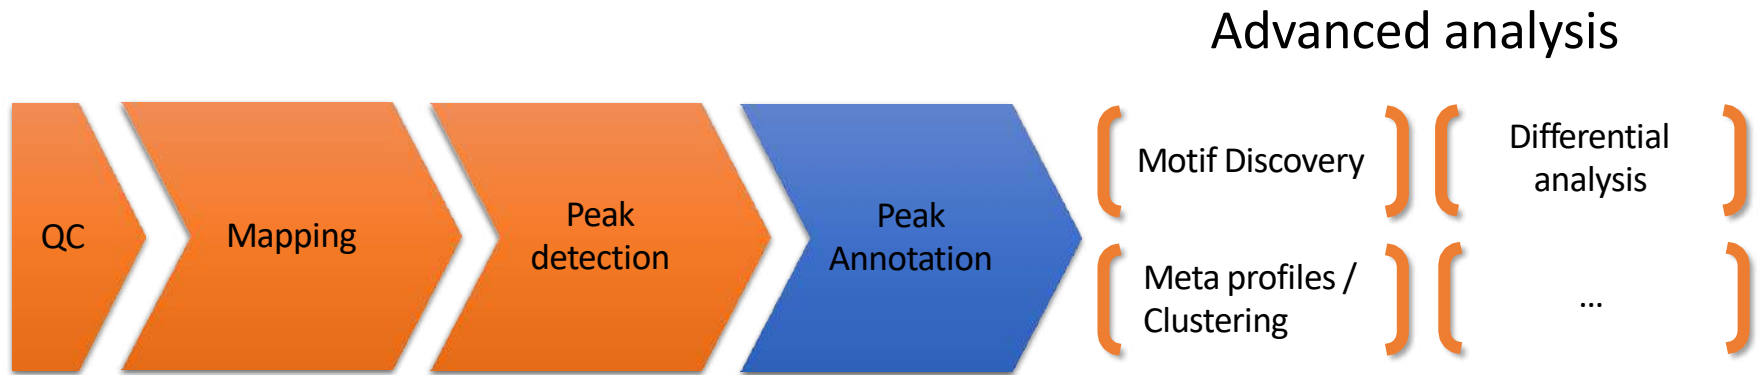 Advanced analysis
QC
Mapping
Peak
detection
Peak
Annotation
Motif Discovery
Differential
analysis
Meta profiles /
Clustering
...